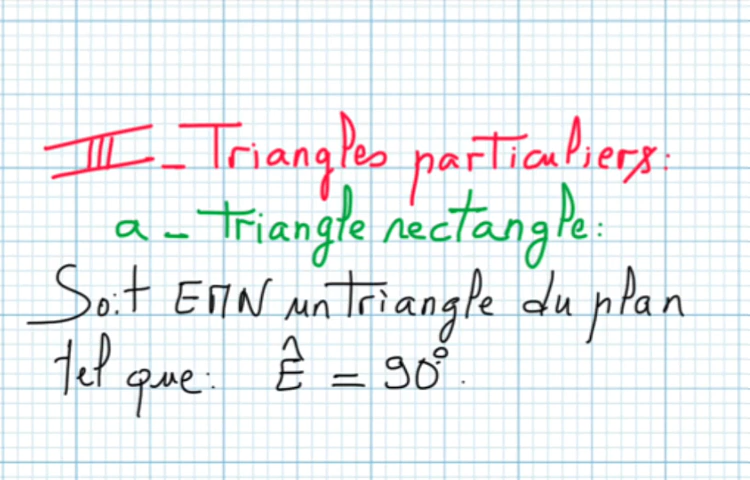 III - Triangles particuliers:
a - triangle rectangle:
Soit EMN un triangle du plan
tel que: Ê = 90°.